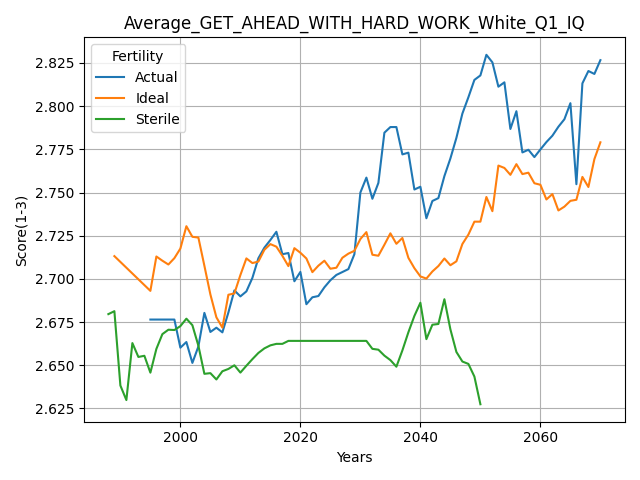 Average_GET_AHEAD_WITH_HARD_WORK_White_Q1_IQ
Fertility
Actual
Ideal
Sterile
Score(1-3)
2.825
2.800
2.775
2.750
2.725
2.700
2.675
2.650
2.625
2000
2020
2040
2060
Years